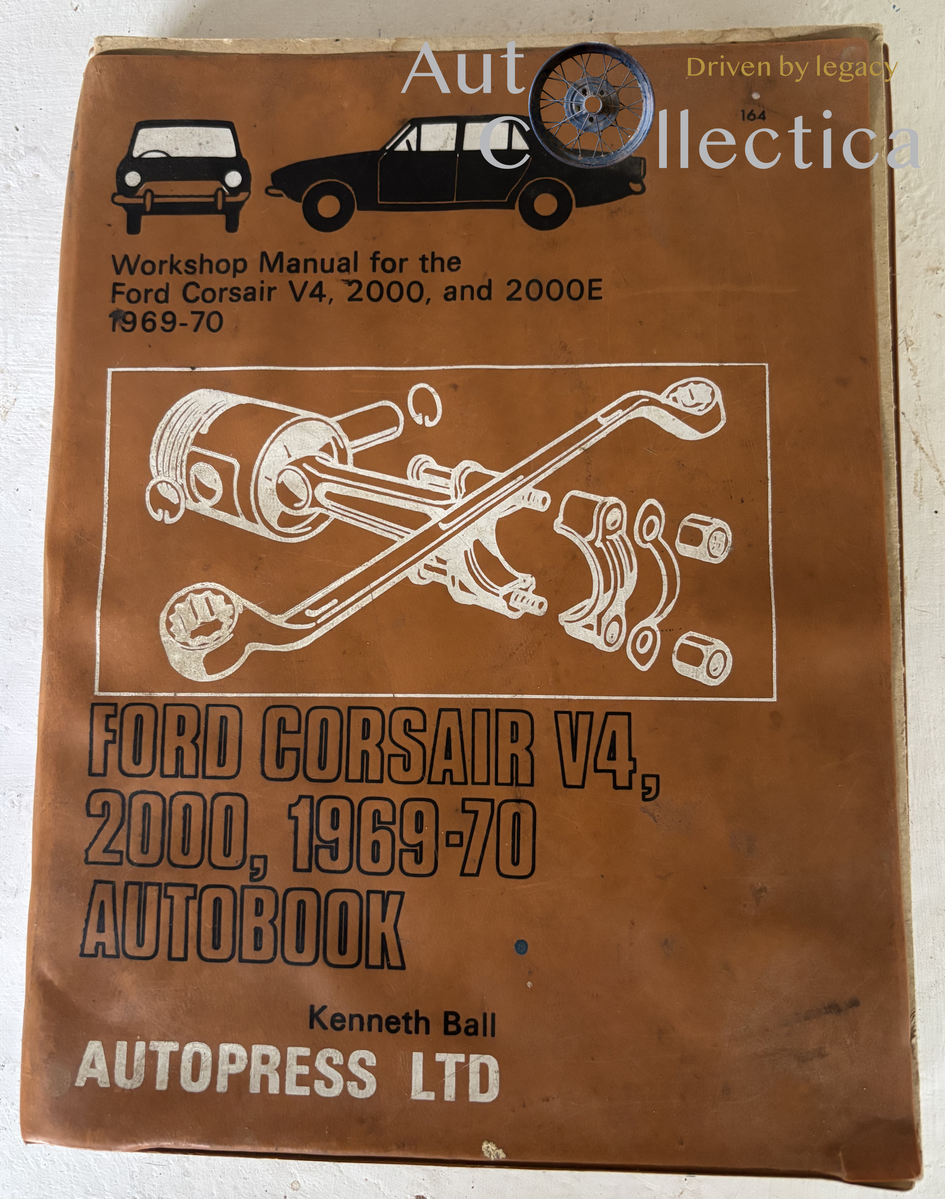 Aut Driven by legacy
Collectica
164
Workshop Manual for the
Ford Corsair V4, 2000, and 2000E
1969-70
FORD CORSAIR V4,
2000, 1969-70
AUTOBOOK
Kenneth Ball
AUTOPRESS LTD